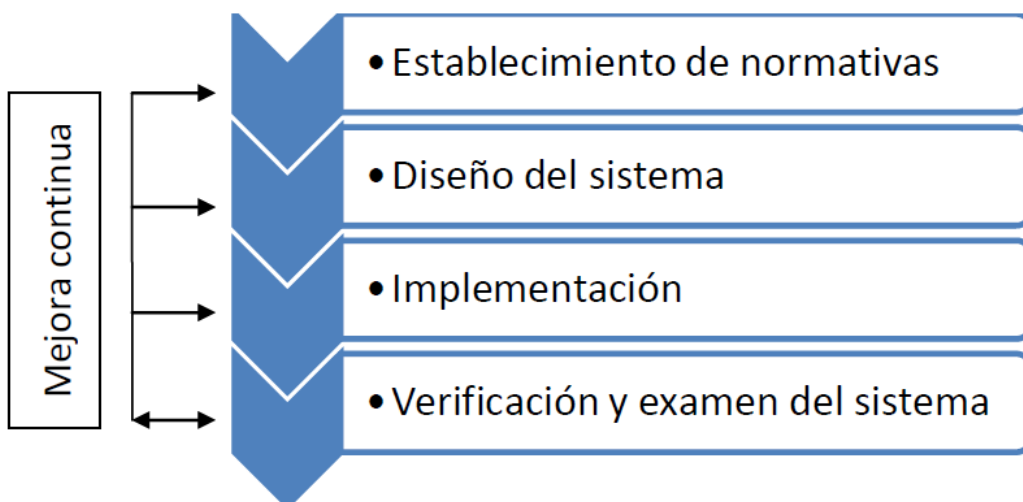 Mejora continua
• Establecimiento de normativas
• Diseño del sistema
• Implementación
• Verificación y examen del sistema